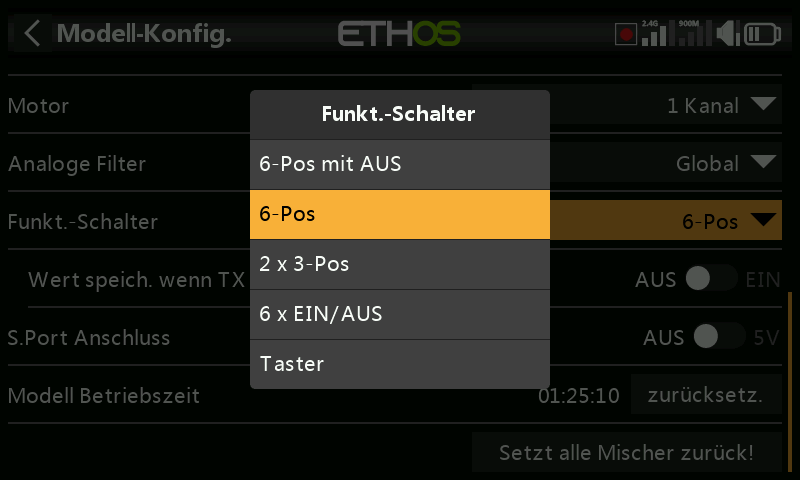 Modell-Konfig.
ETHOS
2.4G
900M
Motor
1 Kanal
Funkt.-Schalter
6-Pos mit AUS
6-Pos
2 x 3-Pos
6 x EIN/AUS
Taster
Analoge Filter
Global
Funkt.-Schalter
6-Pos
Wert speich. wenn TX
AUS
EIN
S.Port Anschluss
AUS
5V
Modell Betriebszeit
01:25:10
zurücksetz.
Setzt alle Mischer zurück!